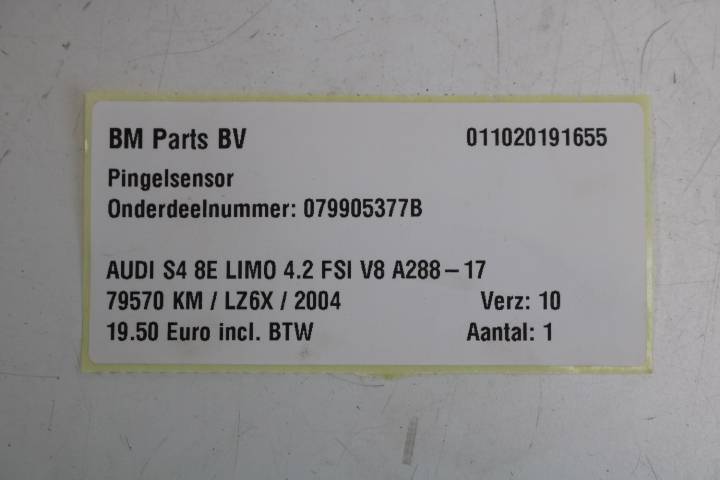 BM Parts BV 011020191655
Pingelsensor
Onderdeelnummer: 079905377B
AUDI S4 8E LIMO 4.2 FSI V8 A288-17
79570 KM / LZ6X / 2004 Verz: 10
19.50 Euro incl. BTW Aantal: 1